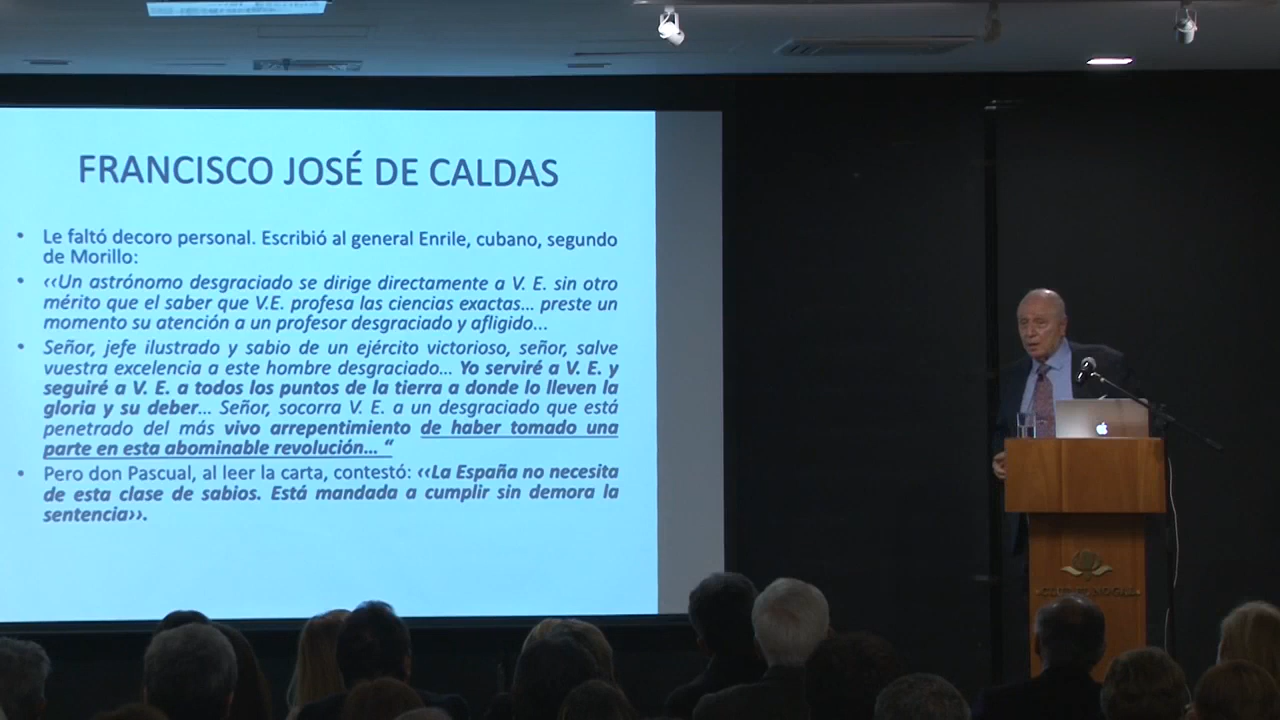 FRANCISCO JOSÉ DE CALDAS
• Le faltó decoro personal. Escribió al general Enrile, cubano, segundo
de Morillo:
• ‹‹Un astrónomo desgraciado se dirige directamente a V. E. sin otro
mérito que el saber que V.E. profesa las ciencias exactas... preste un
momento su atención a un profesor desgraciado y afligido...
• Señor, jefe ilustrado y sabio de un ejército victorioso, señor, salve
vuestra excelencia a este hombre desgraciado... Yo serviré a V. E. y
seguiré a V. E. a todos los puntos de la tierra a donde lo lleven la
gloria y su deber... Señor, socorra V. E. a un desgraciado que está
penetrado del más vivo arrepentimiento de haber tomado una
parte en esta abominable revolución... “
• Pero don Pascual, al leer la carta, contestó: ‹‹La España no necesita
de esta clase de sabios. Está mandada a cumplir sin demora la
sentencia››.